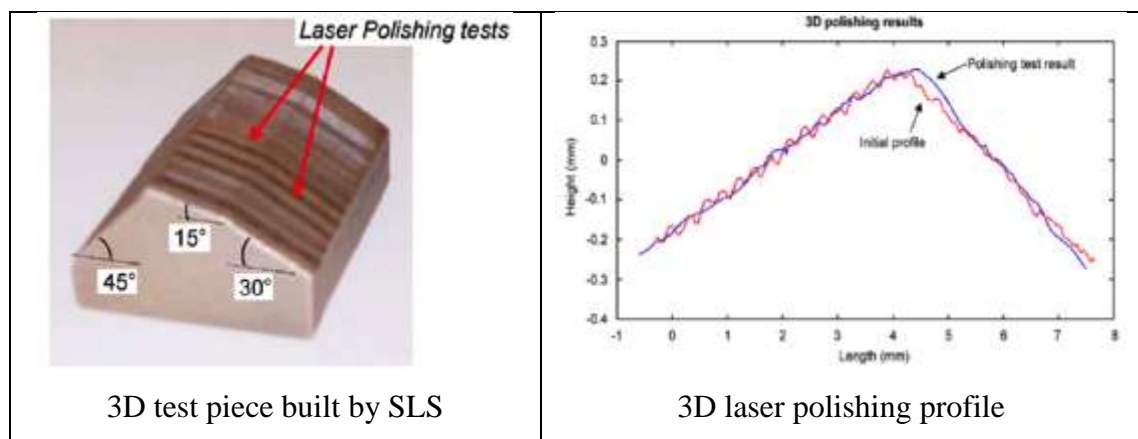 Laser Polishing tests
15°
45°
30°
3D test piece built by SLS
3D polishing results
0.3
0.2
0.1
0
-0.1
-0.2
-0.3
-0.4
-1
0
1
2
3
4
5
6
7
8
Height (mm)
Length (mm)
Polishing test result
Initial profile
3D laser polishing profile